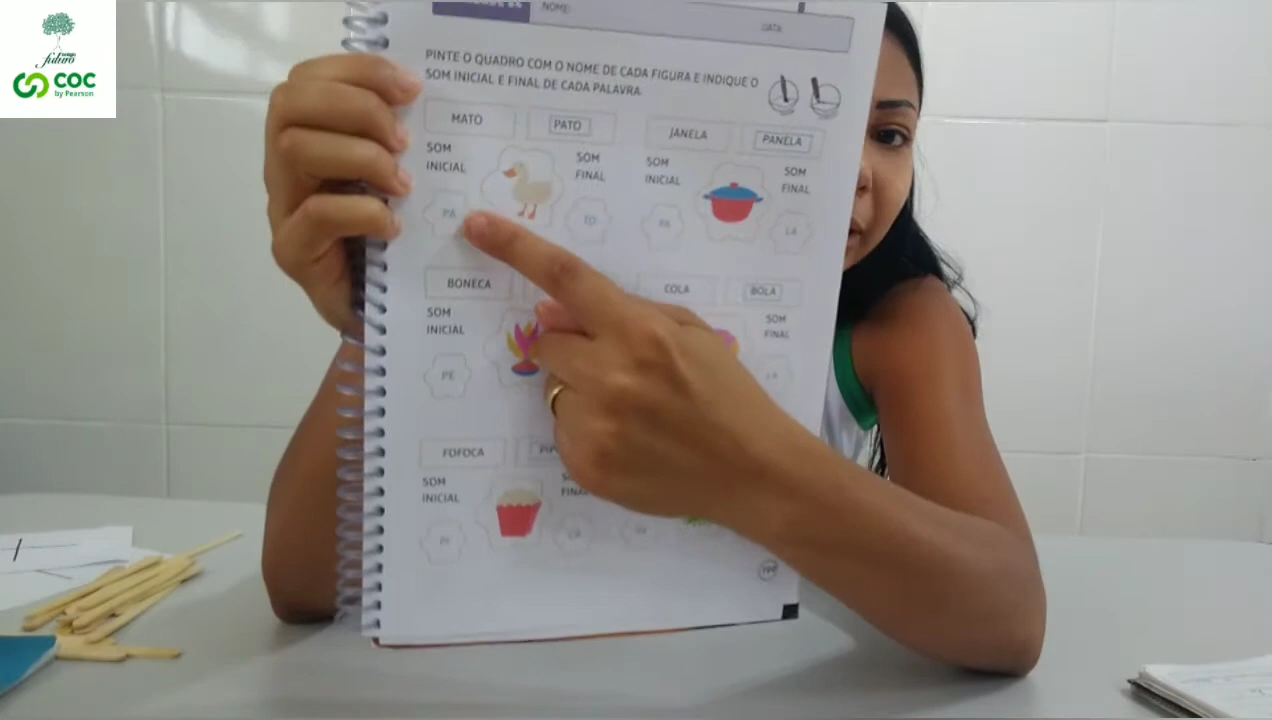 futuro
COC
by Pearson
NOME:
DATA:
PINTE O QUADRO COM O NOME DE CADA FIGURA E INDIQUE O
SOM INICIAL E FINAL DE CADA PALAVRA.
MATO PATO JANELA PANELA
SOM INICIAL
SOM FINAL
SOM INICIAL
SOM FINAL
PA TO PA LA
BONECA COLA BOLA
SOM INICIAL
SOM FINAL
PE LA
FOFOCA
SOM INICIAL
FINAL
PI CA